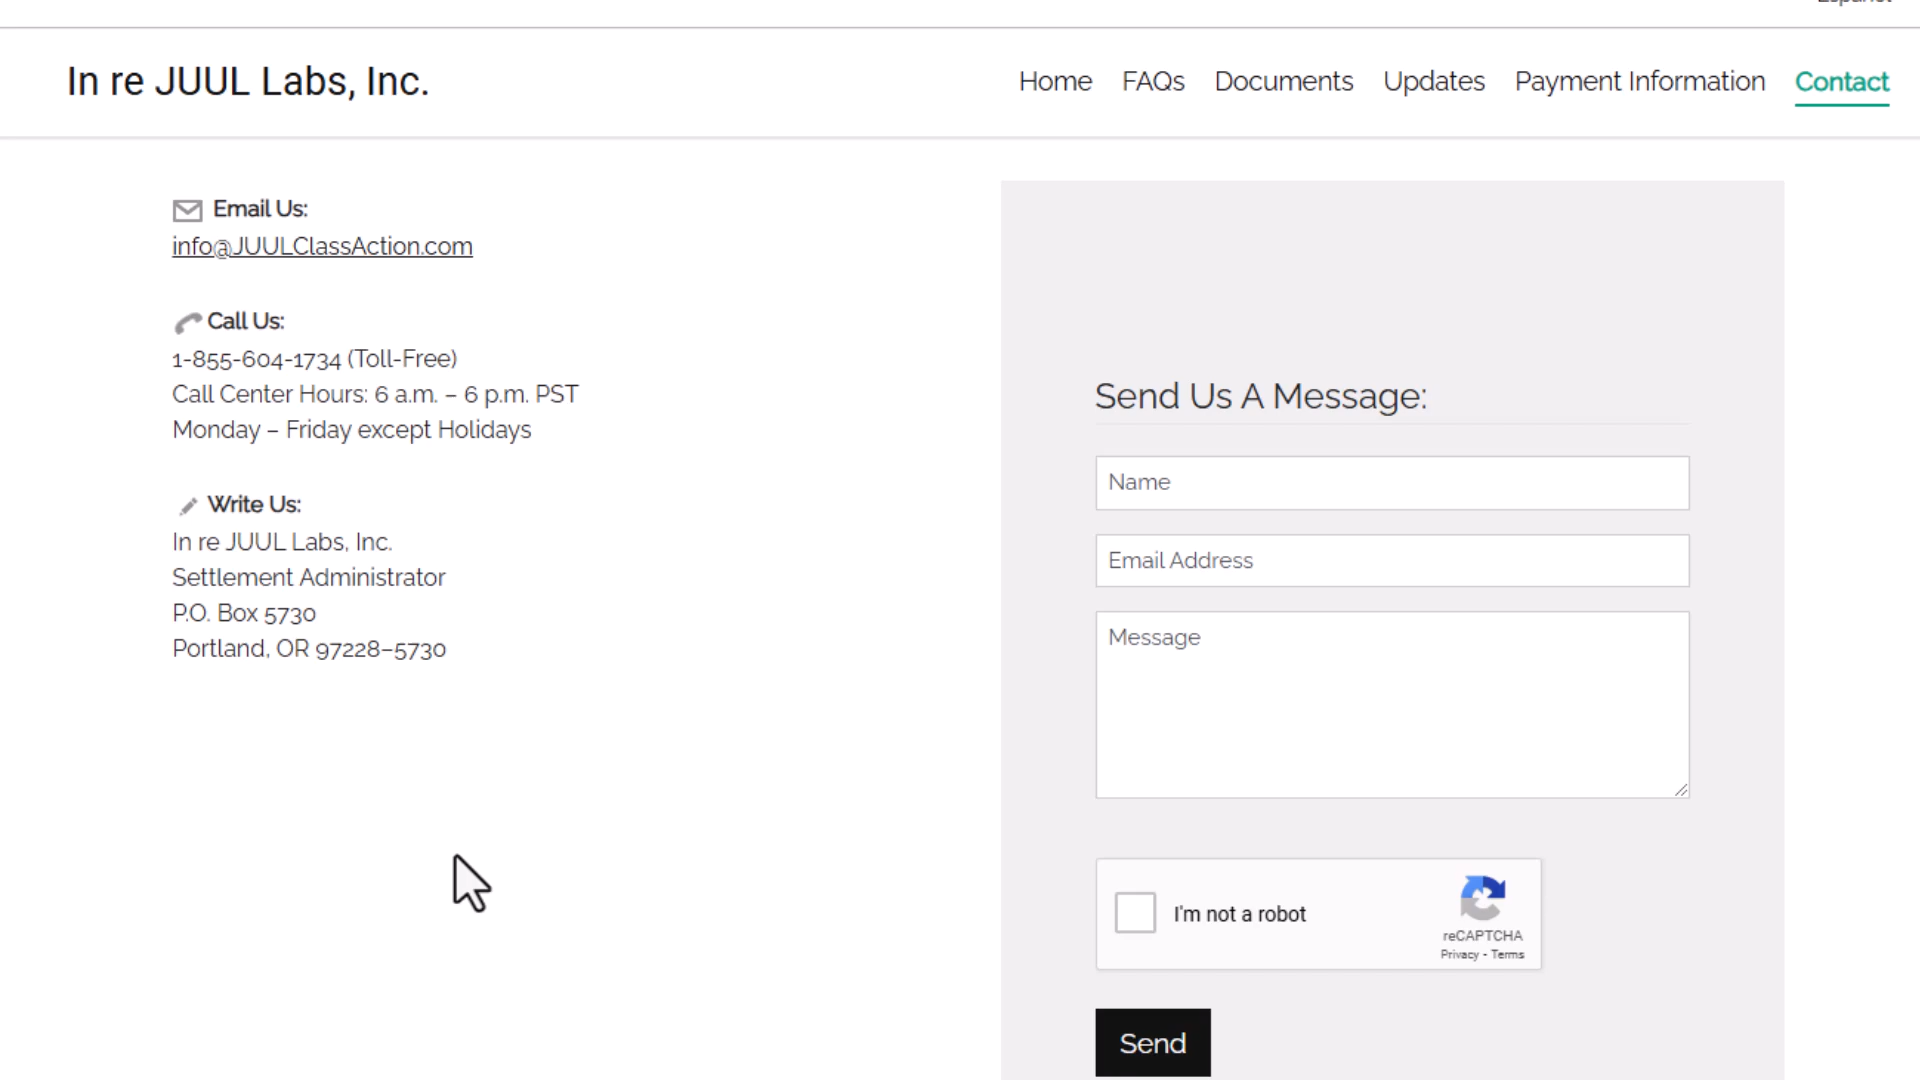 Español
In re JUUL Labs, Inc.
Home FAQs Documents Updates Payment Information Contact
Email Us:
info@JUULClassAction.com
Call Us:
1-855-604-1734 (Toll-Free)
Call Center Hours: 6 a.m. – 6 p.m. PST
Monday – Friday except Holidays
Write Us:
In re JUUL Labs, Inc.
Settlement Administrator
P.O. Box 5730
Portland, OR 97228–5730
Send Us A Message:
Name
Email Address
Message
I'm not a robot
reCAPTCHA
Privacy - Terms
Send